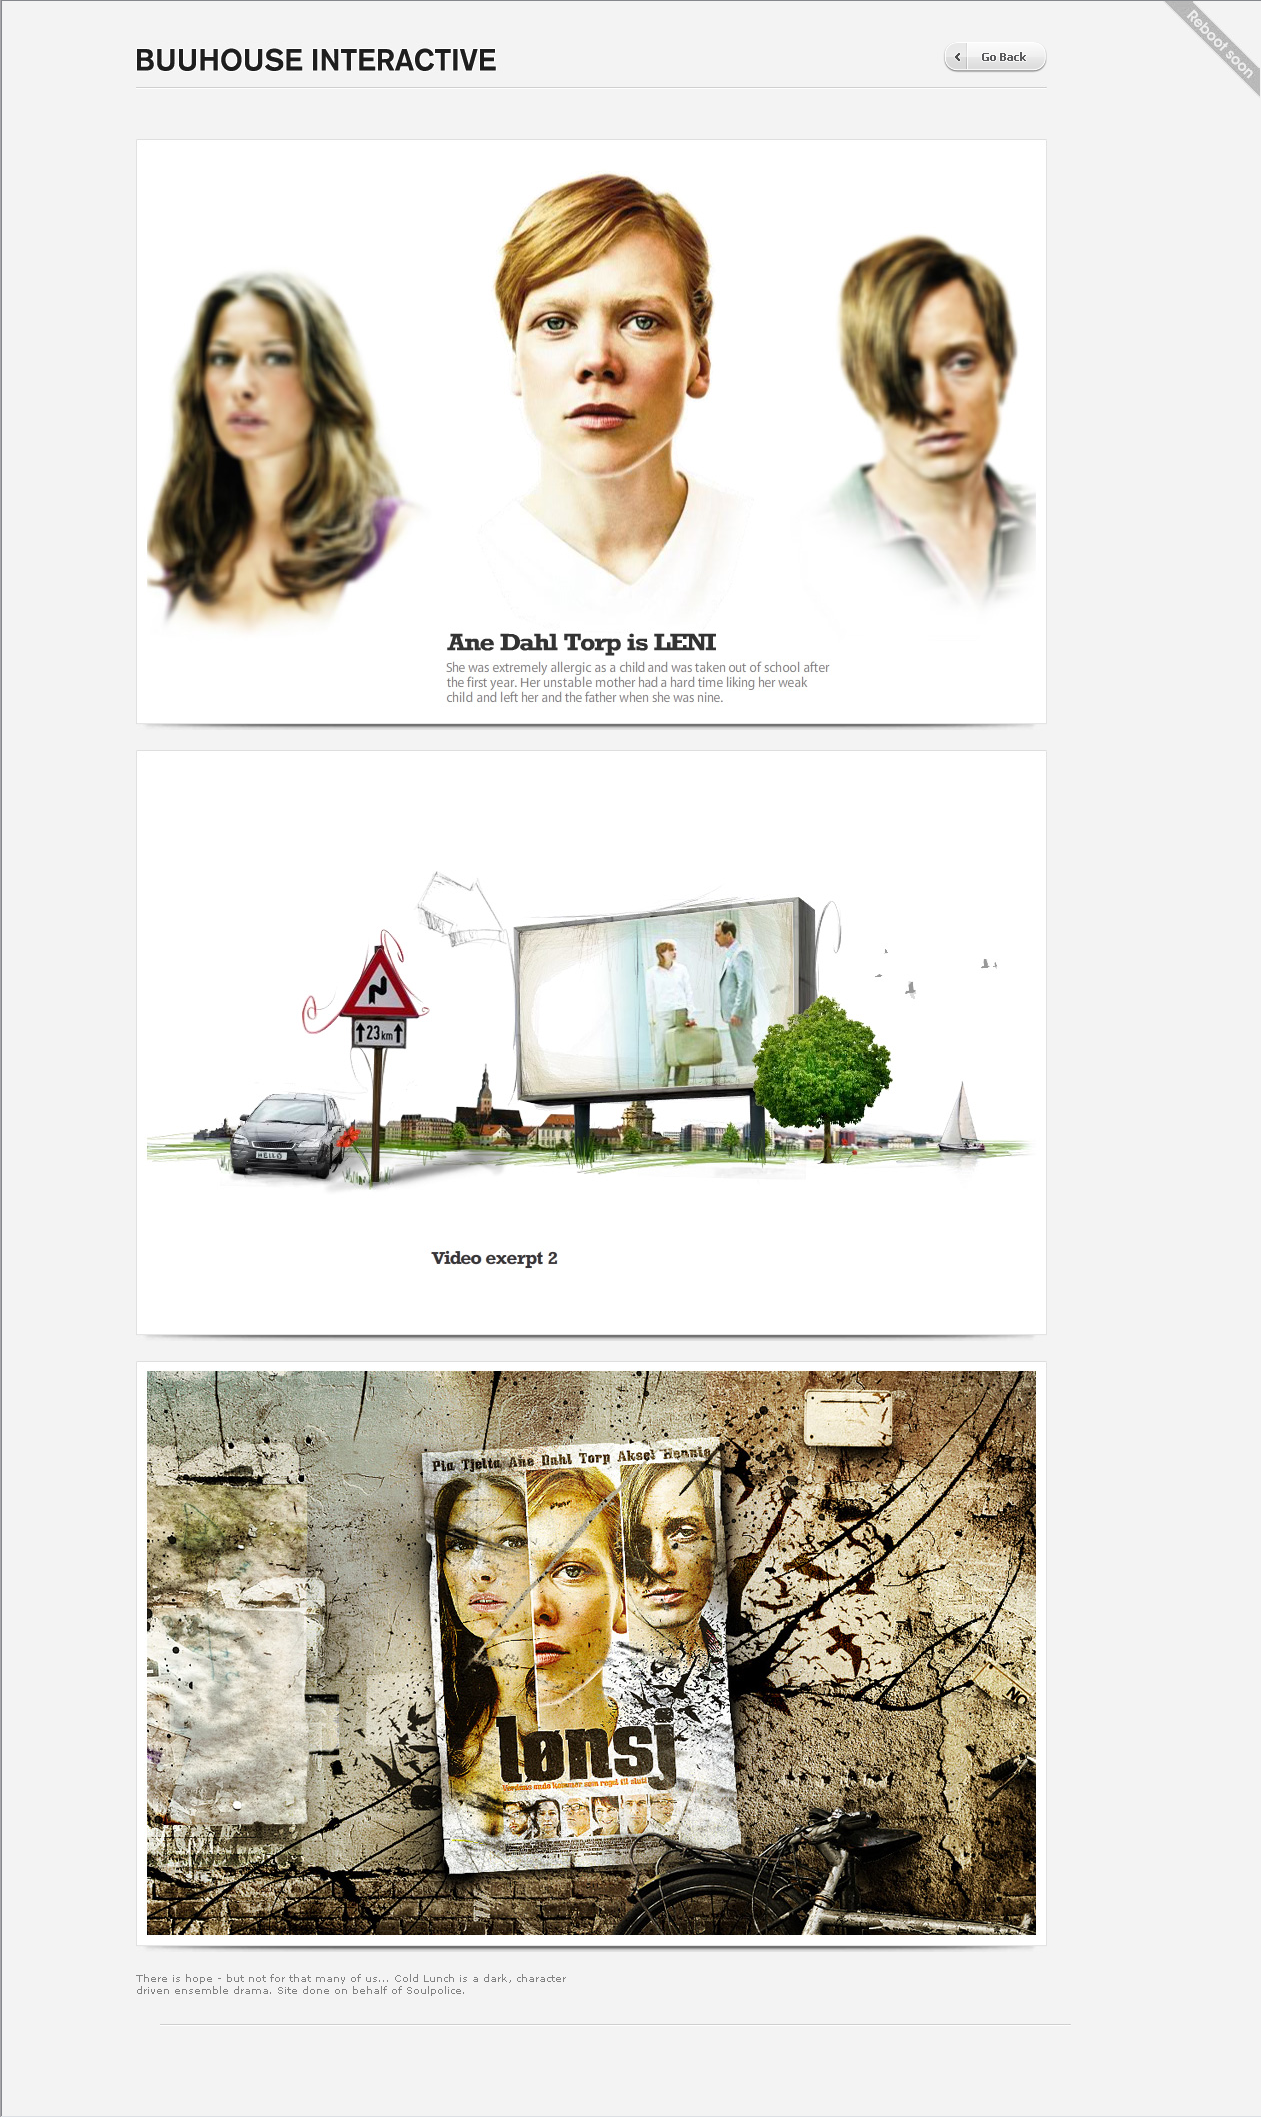 Reboot soon
BUUHOUSE INTERACTIVE
Go Back
Ane Dahl Torp is LENI
She was extremely allergic as a child and was taken out of school after
the first year. Her unstable mother had a hard time liking her weak
child and left her and the father when she was nine.
23km
HEILO
Video exerpt 2
Pia Tjelta Ane Dahl Torp Aksel Hennie
NO
lønsj
There is hope - but not for that many of us... Cold Lunch is a dark, character
driven ensemble drama. Site done on behalf of Soulpolice.